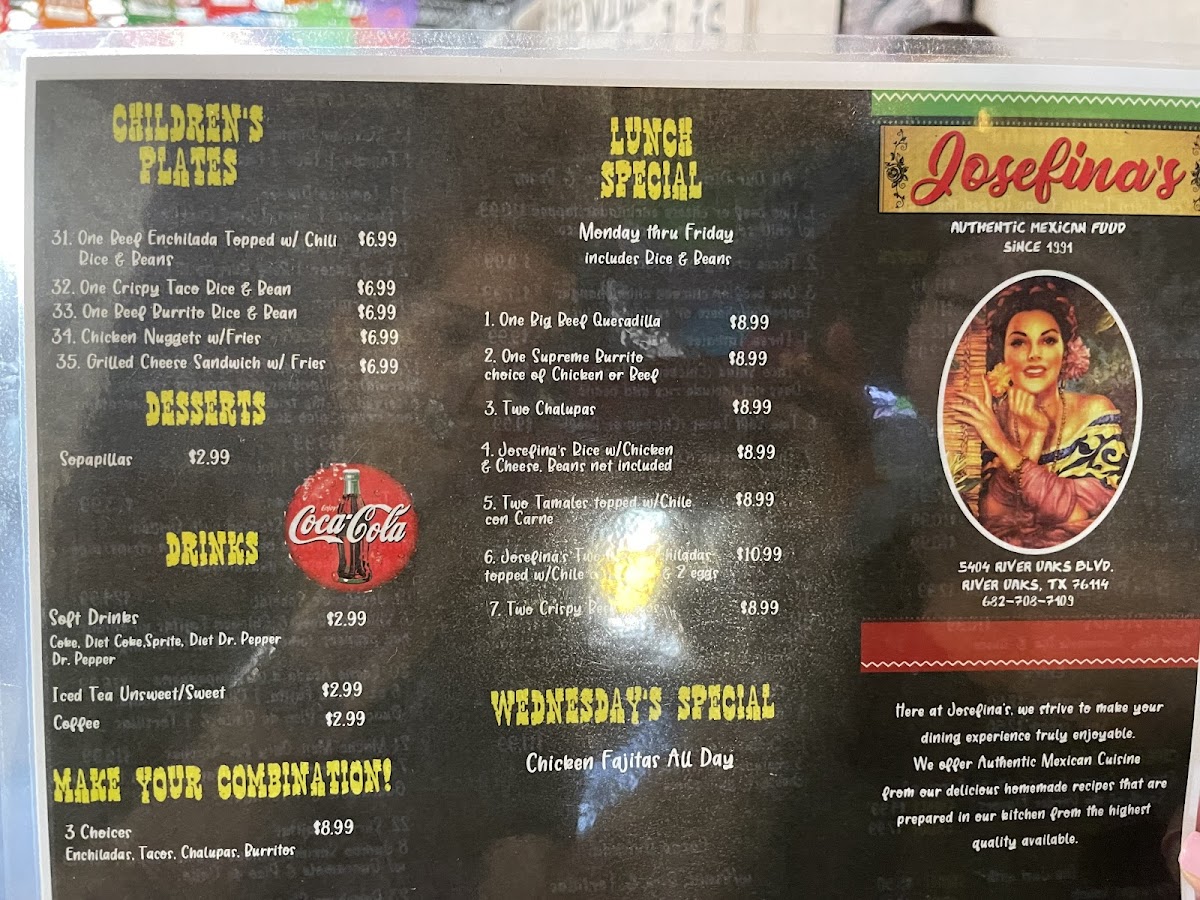 CHILDREN'S
PLATES
31. One Beef Enchilada Topped w/ Chili $6.99
Rice & Beans
32. One Crispy Taco Rice & Bean $6.99
33. One Beef Burrito Rice & Bean $6.99
34. Chicken Nuggets w/Fries $6.99
35. Grilled Cheese Sandwich w/ Fries $6.99
DESSERTS
Sopapillas $2.99
Enjoy
Coca-Cola
DRINKS
Soft Drinks $2.99
Coke, Diet Coke,Sprite, Diet Dr. Pepper
Dr. Pepper
Iced Tea Unsweet/Sweet $2.99
Coffee $2.99
MAKE YOUR COMBINATION!
3 Choices $8.99
Enchiladas, Tacos, Chalupas, Burritos
LUNCH
SPECIAL
Monday thru Friday
includes Rice & Beans
1. One Big Beef Quesadilla $8.99
2. One Supreme Burrito $8.99
choice of Chicken or Beef
3. Two Chalupas $8.99
4. Josefina's Rice w/Chicken $8.99
& Cheese. Beans not included
5. Two Tamales topped w/Chile $8.99
con Carne
6. Josefina's Two $10.99
topped w/Chile & 2 eggs
7. Two Crispy $8.99
WEDNESDAY'S SPECIAL
Chicken Fajitas All Day
Josefina's
AUTHENTIC MEXICAN FOOD
SINCE 1991
5404 RIVER OAKS BLVD.
RIVER OAKS, TX 76114
682-708-7109
Here at Josefina's, we strive to make your
dining experience truly enjoyable.
We offer Authentic Mexican Cuisine
from our delicious homemade recipes that are
prepared in our kitchen from the highest
quality available.